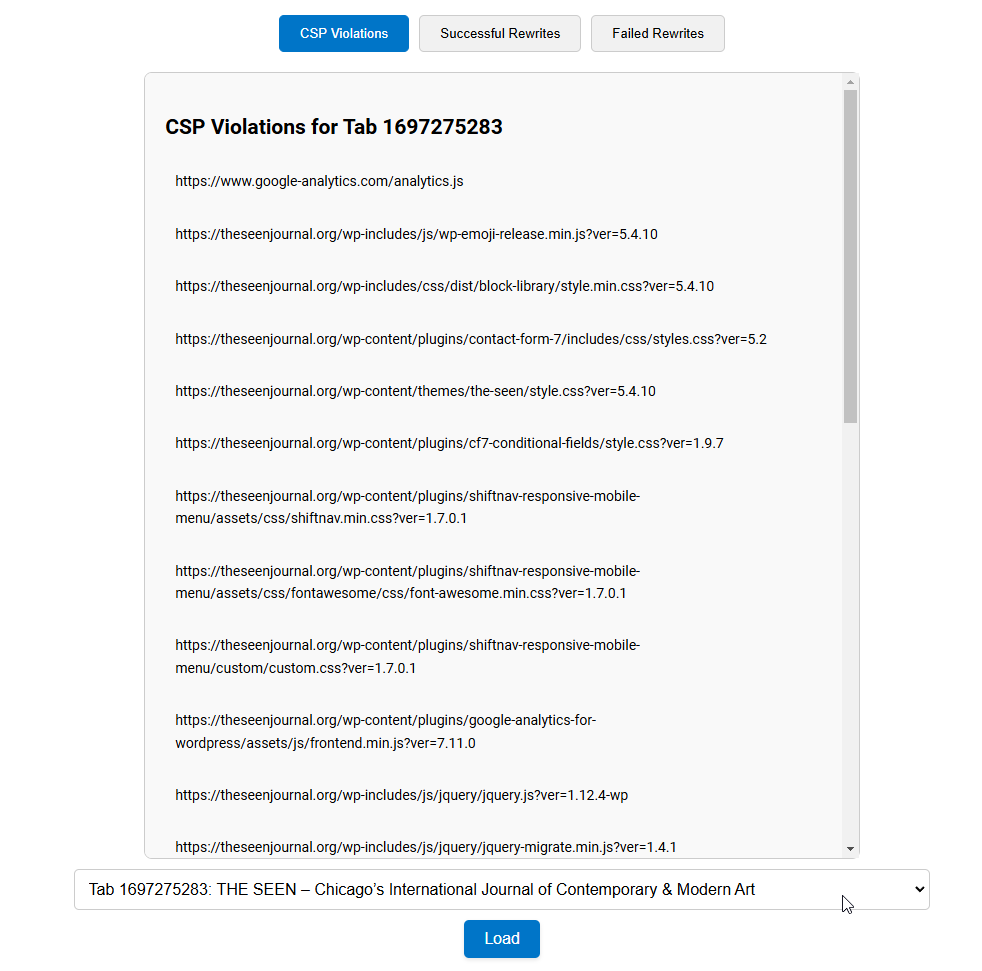 CSP Violations
Successful Rewrites
Failed Rewrites
CSP Violations for Tab 1697275283
https://www.google-analytics.com/analytics.js
https://theseenjournal.org/wp-includes/js/wp-emoji-release.min.js?ver=5.4.10
https://theseenjournal.org/wp-includes/css/dist/block-library/style.min.css?ver=5.4.10
https://theseenjournal.org/wp-content/plugins/contact-form-7/includes/css/styles.css?ver=5.2
https://theseenjournal.org/wp-content/themes/the-seen/style.css?ver=5.4.10
https://theseenjournal.org/wp-content/plugins/cf7-conditional-fields/style.css?ver=1.9.7
https://theseenjournal.org/wp-content/plugins/shiftnav-responsive-mobile-
menu/assets/css/shiftnav.min.css?ver=1.7.0.1
https://theseenjournal.org/wp-content/plugins/shiftnav-responsive-mobile-
menu/assets/css/fontawesome/css/font-awesome.min.css?ver=1.7.0.1
https://theseenjournal.org/wp-content/plugins/shiftnav-responsive-mobile-
menu/custom/custom.css?ver=1.7.0.1
https://theseenjournal.org/wp-content/plugins/google-analytics-for-
wordpress/assets/js/frontend.min.js?ver=7.11.0
https://theseenjournal.org/wp-includes/js/jquery/jquery.js?ver=1.12.4-wp
https://theseenjournal.org/wp-includes/js/jquery/jquery-migrate.min.js?ver=1.4.1
Tab 1697275283: THE SEEN – Chicago’s International Journal of Contemporary & Modern Art
Load